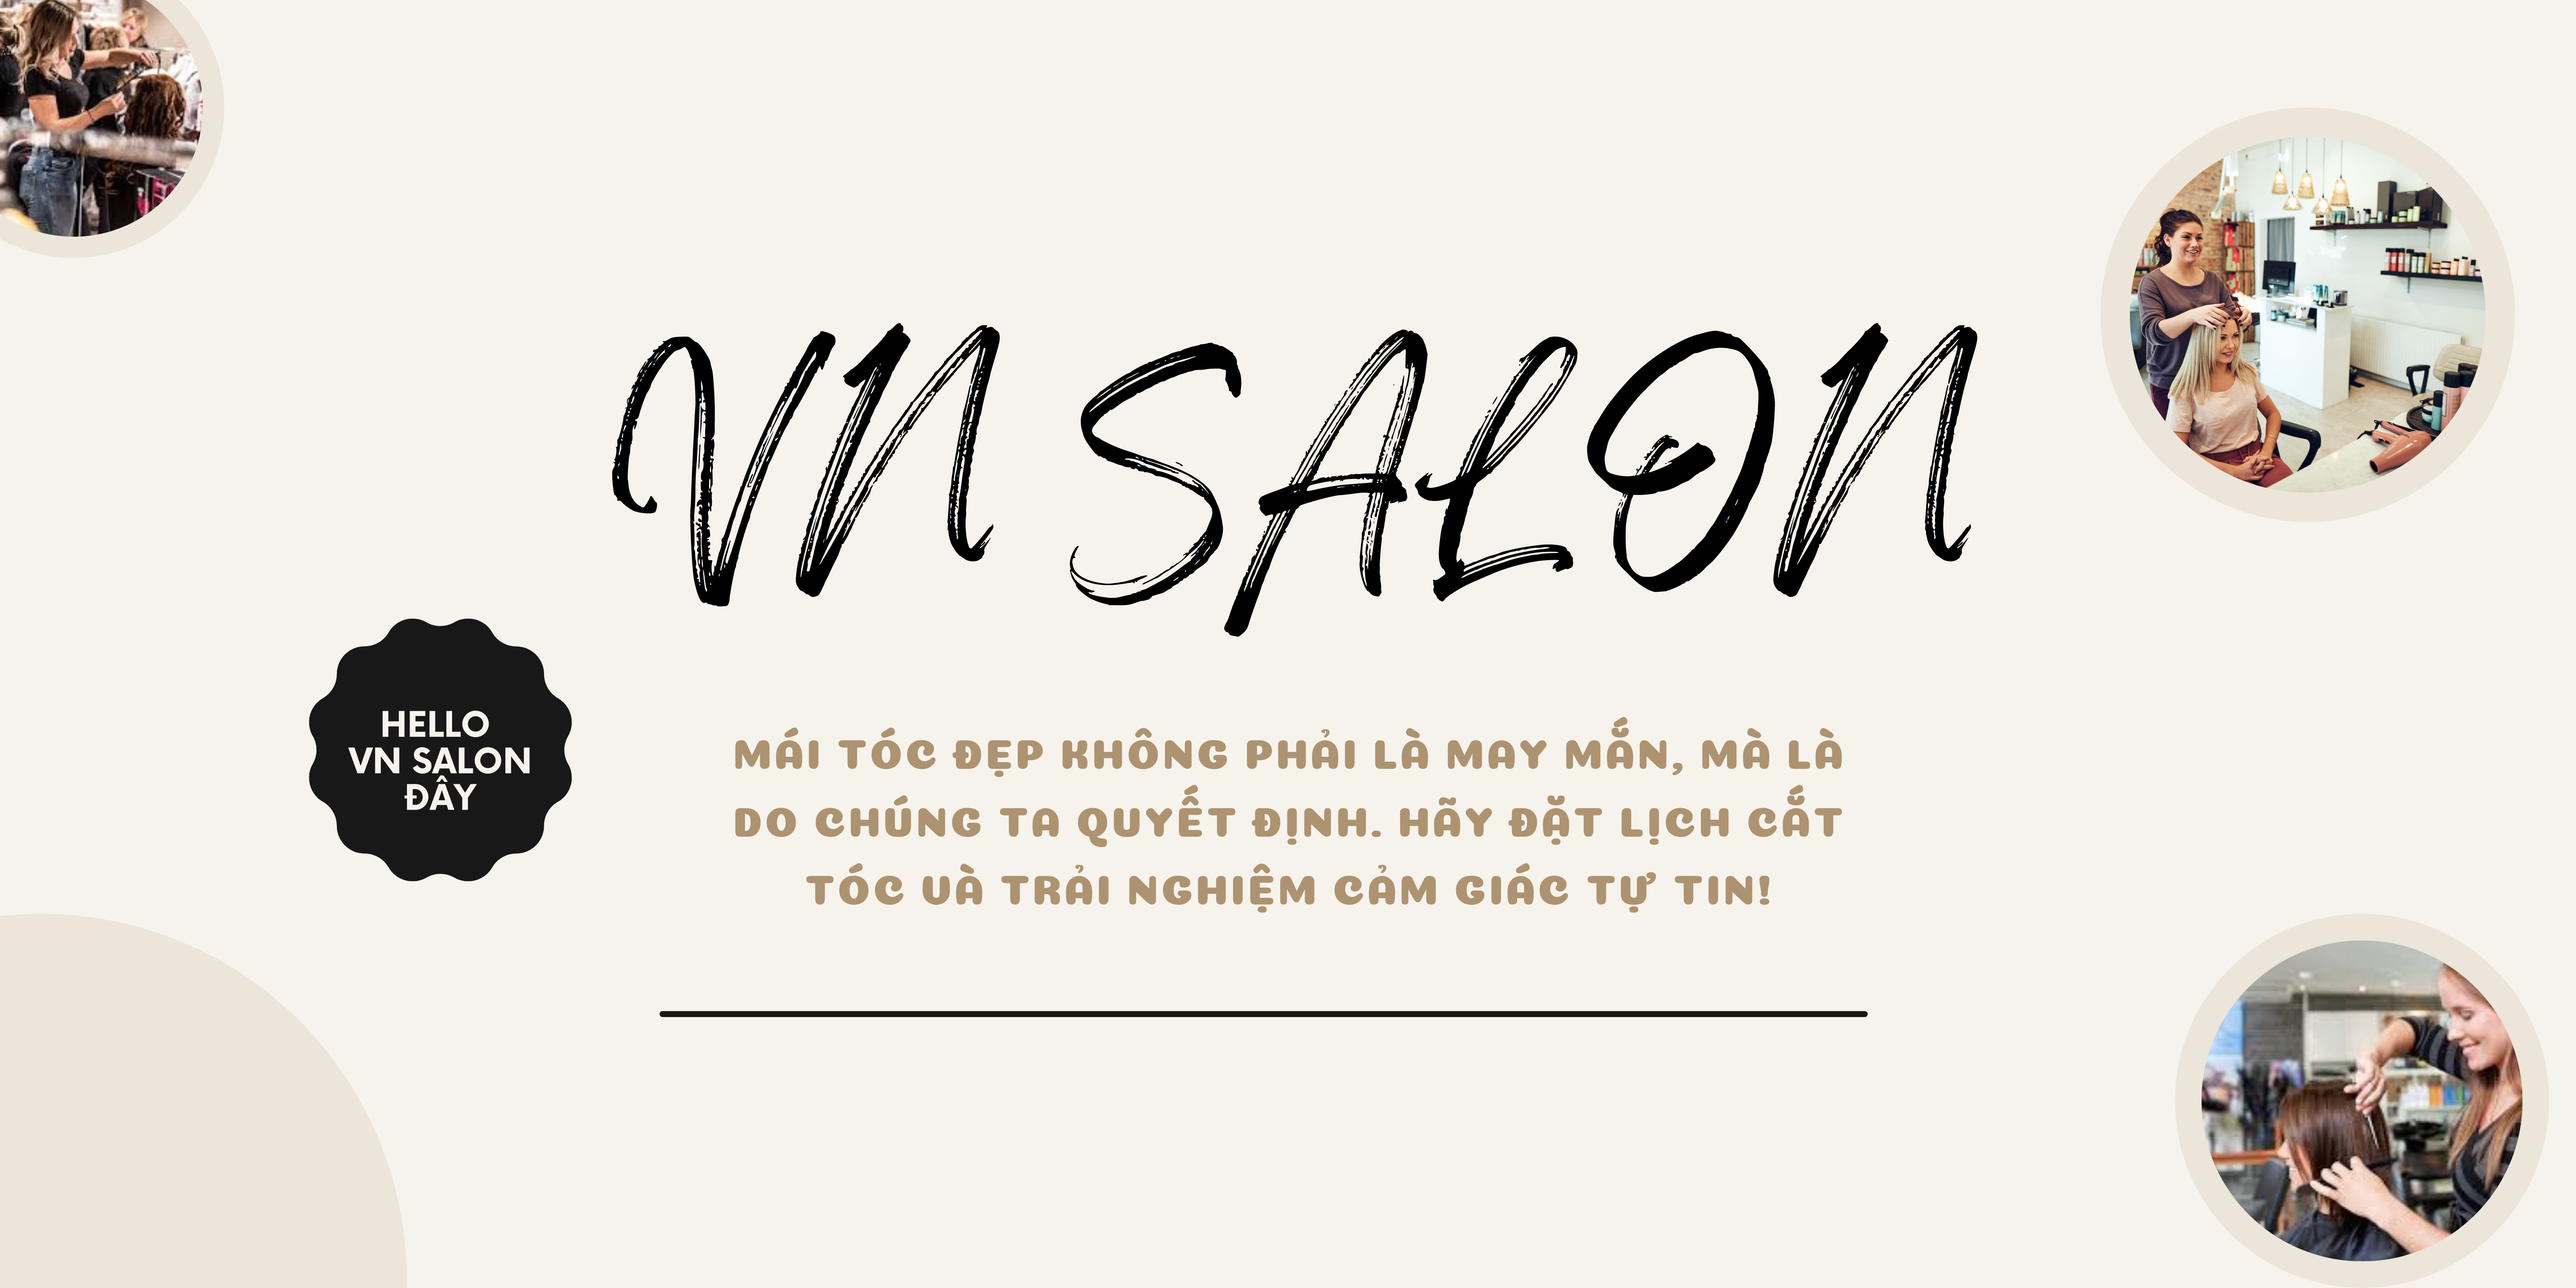 VN SALON
HELLO
VN SALON
ĐÂY
MÁI TÓC ĐẸP KHÔNG PHẢI LÀ MAY MẮN, MÀ LÀ
DO CHÚNG TA QUYẾT ĐỊNH. HÃY ĐẶT LỊCH CẮT
TÓC VÀ TRẢI NGHIỆM CẢM GIÁC TỰ TIN!